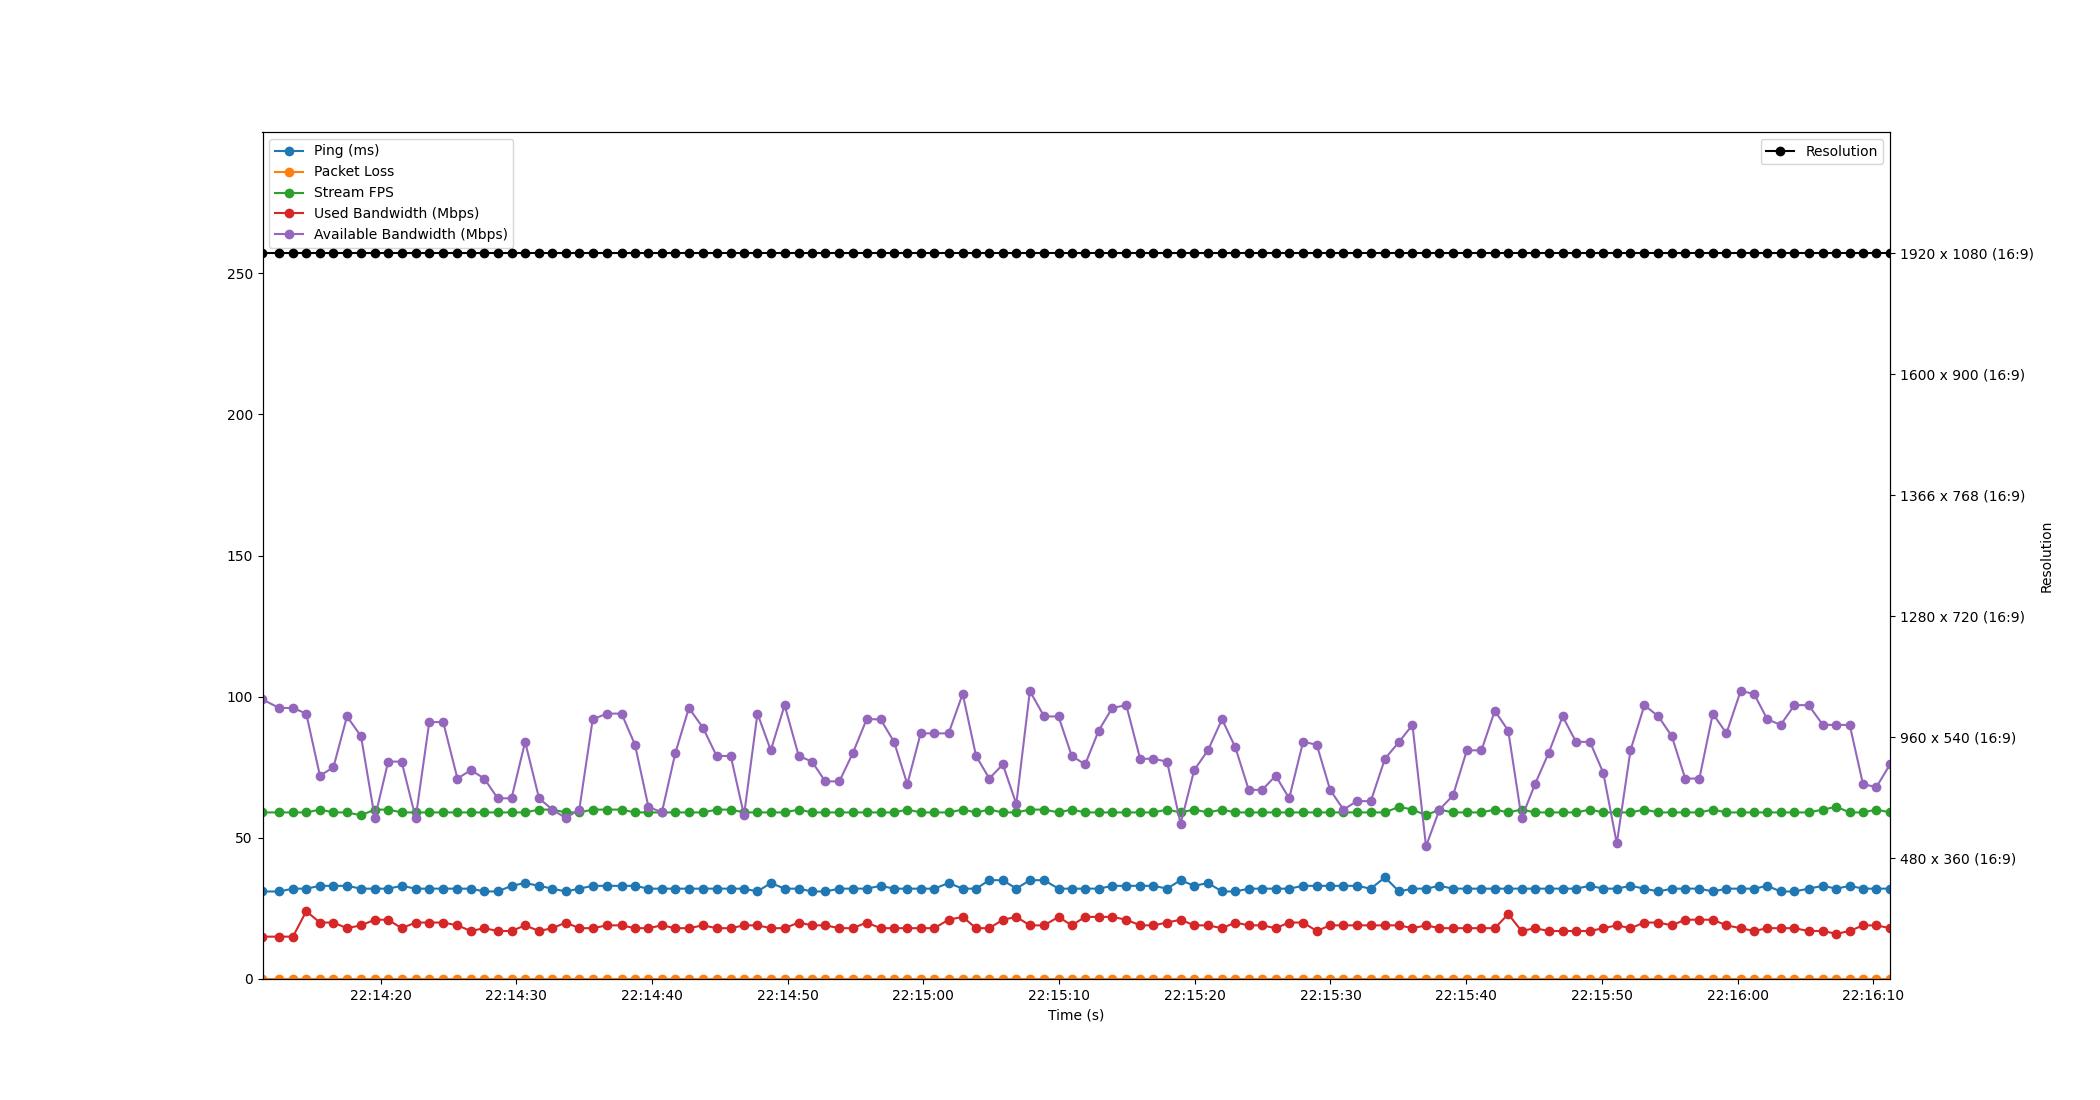 Ping (ms)
Packet Loss
Stream FPS
Used Bandwidth (Mbps)
Available Bandwidth (Mbps)
Resolution
250
200
150
100
50
0
1920 x 1080 (16:9)
1600 x 900 (16:9)
1366 x 768 (16:9)
1280 x 720 (16:9)
960 x 540 (16:9)
480 x 360 (16:9)
Resolution
22:14:20 22:14:30 22:14:40 22:14:50 22:15:00 22:15:10 22:15:20 22:15:30 22:15:40 22:15:50 22:16:00 22:16:10
Time (s)